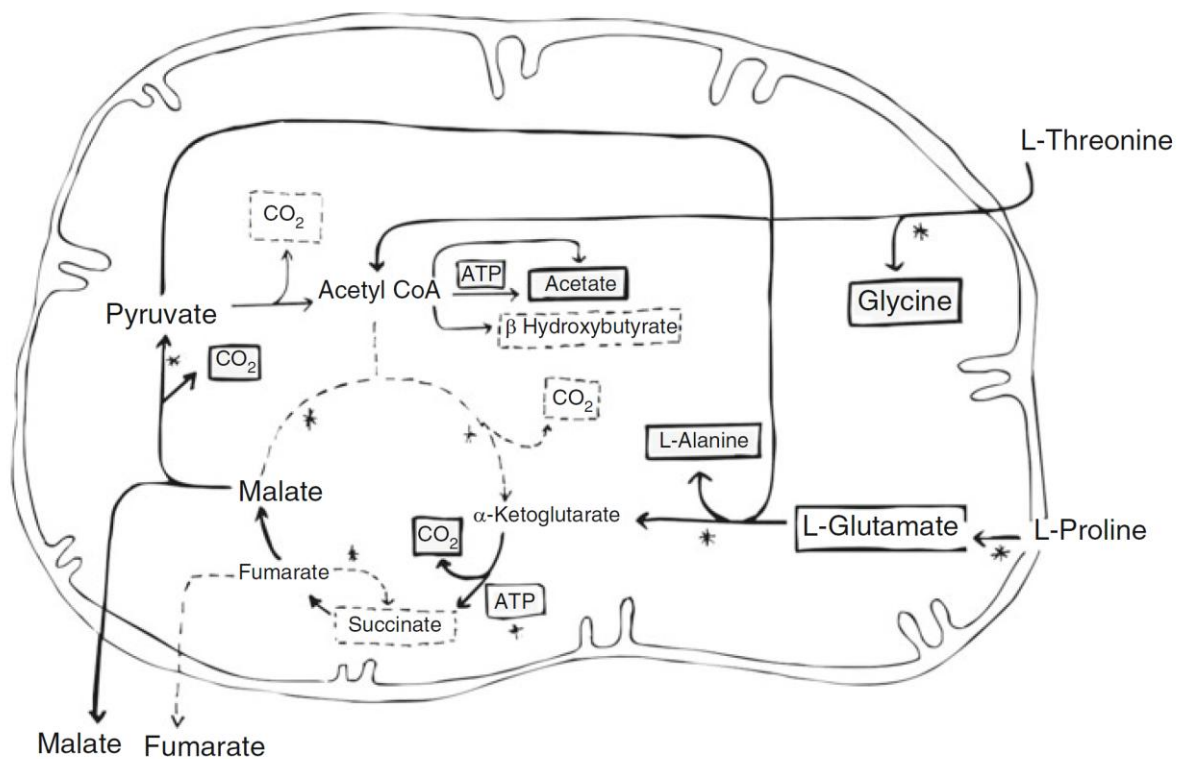 L-Threonine
CO₂
ATP
Acetate
Acetyl CoA
Glycine
Pyruvate
β Hydroxybutyrate
CO₂
*
*
CO₂
*
*
L-Alanine
Malate
α-Ketoglutarate
L-Glutamate
L-Proline
CO₂
*
*
*
Fumarate
ATP
Succinate
*
Malate
Fumarate